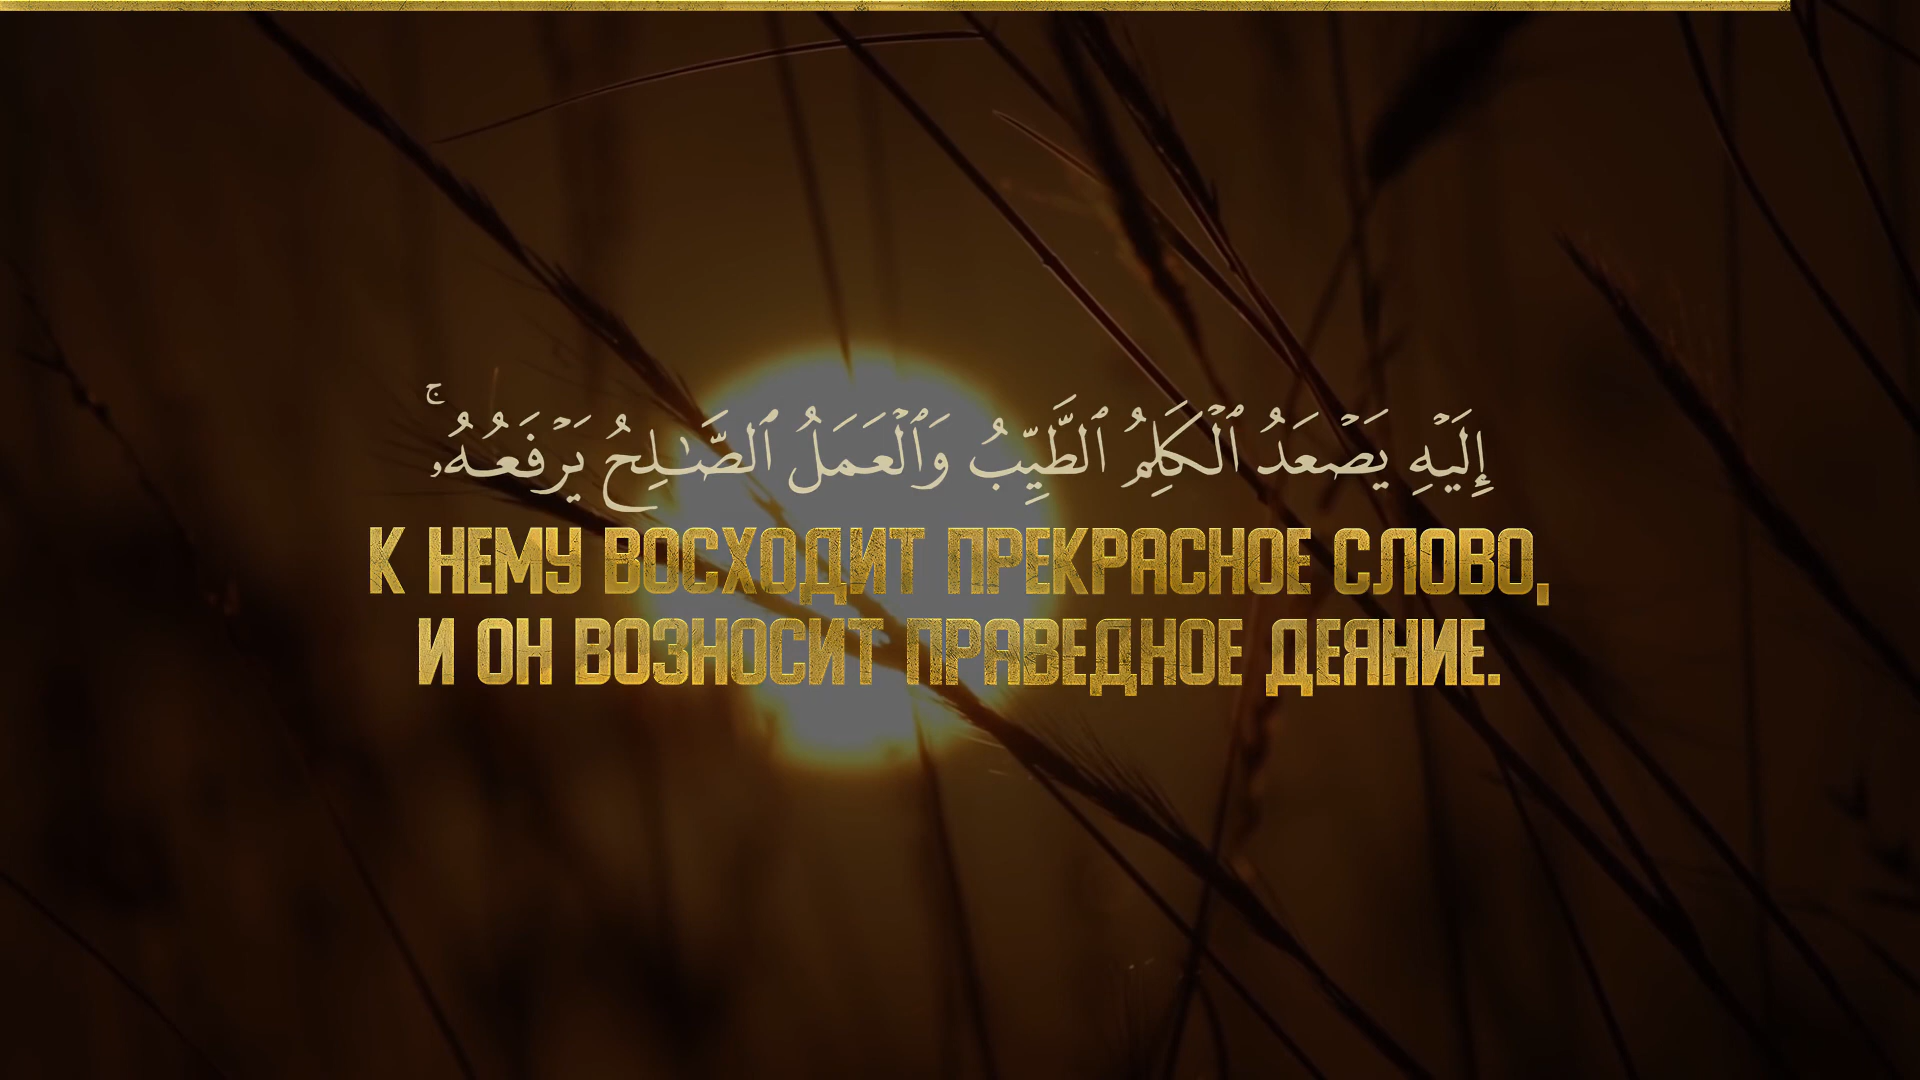 إِلَيْهِ يَصْعَدُ ٱلْكَلِمُ ٱلطَّيِّبُ وَٱلْعَمَلُ ٱلصَّـٰلِحُ يَرْفَعُهُۥ ۚ
К НЕМУ ВОСХОДИТ ПРЕКРАСНОЕ СЛОВО,
И ОН ВОЗНОСИТ ПРАВЕДНОЕ ДЕЯНИЕ.